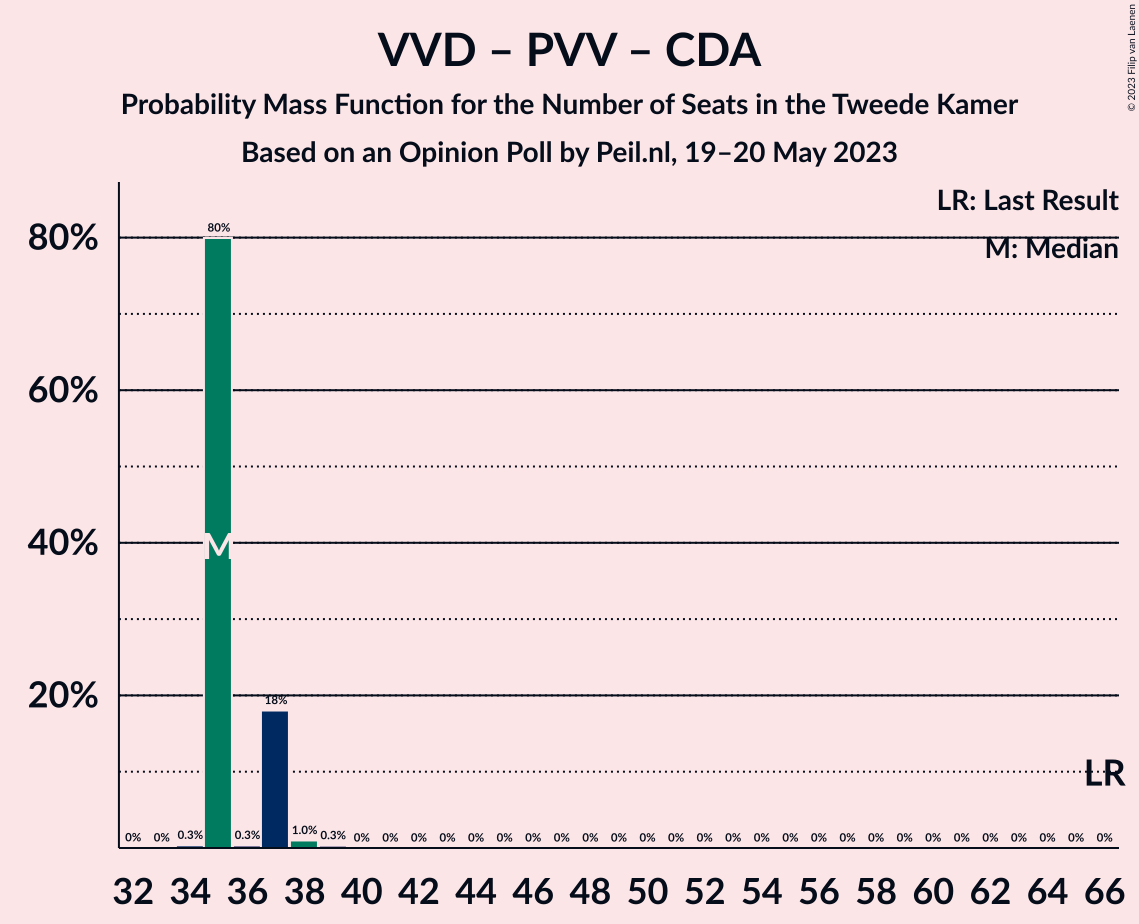 VVD – PVV – CDA
Probability Mass Function for the Number of Seats in the Tweede Kamer
Based on an Opinion Poll by Peil.nl, 19–20 May 2023
© 2023 Filip van Laenen
LR: Last Result
M: Median
80%
60%
40%
20%
80%
M
18%
LR
0% 0% 0.3% 0.3% 1.0% 0.3% 0% 0% 0% 0% 0% 0% 0% 0% 0% 0% 0% 0% 0% 0% 0% 0% 0% 0% 0% 0% 0% 0% 0% 0% 0% 0% 0%
32 34 36 38 40 42 44 46 48 50 52 54 56 58 60 62 64 66